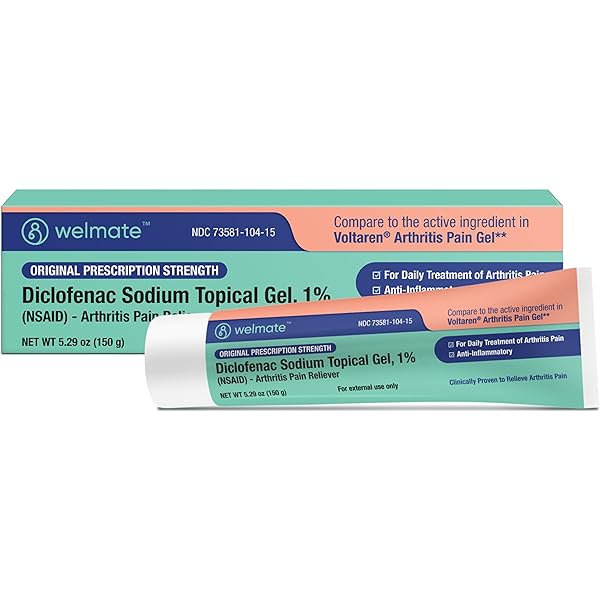 welmate™
NDC 73581-104-15
Compare to the active ingredient in
Voltaren® Arthritis Pain Gel**
ORIGINAL PRESCRIPTION STRENGTH
For Daily Treatment of Arthritis Pain
Diclofenac Sodium Topical Gel, 1%
(NSAID) - Arthritis Pain
NET WT 5.29 oz (150 g)
welmate™
NDC 73581-104-15
Compare to the active ingredient in
Voltaren® Arthritis Pain Gel**
ORIGINAL PRESCRIPTION STRENGTH
Diclofenac Sodium Topical Gel, 1%
(NSAID) - Arthritis Pain Reliever
NET WT 5.29 oz (150 g)
For external use only
For Daily Treatment of Arthritis Pain
Anti-Inflammatory
Clinically Proven to Relieve Arthritis Pain